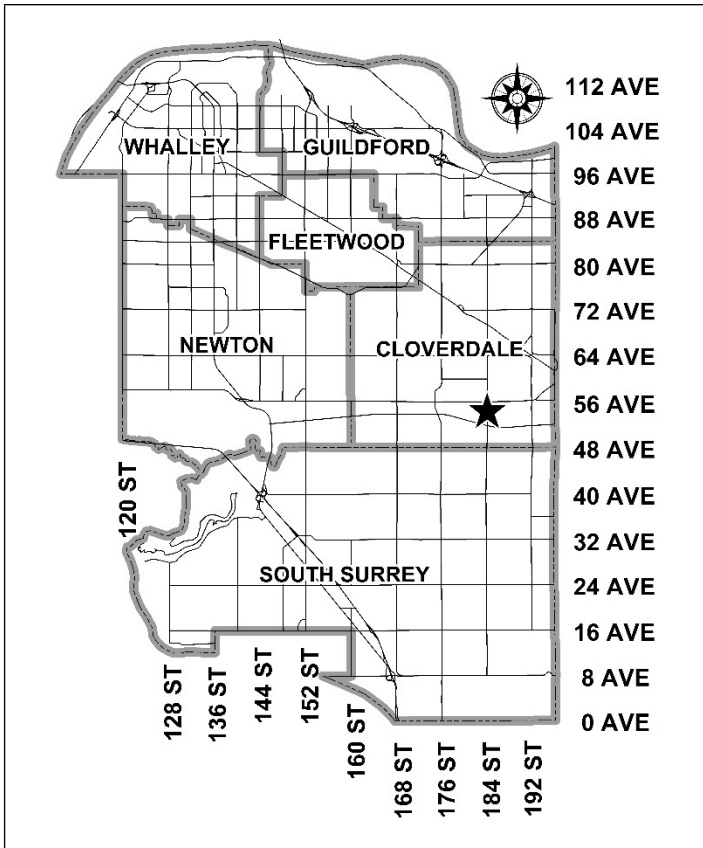 112 AVE
104 AVE
WHALLEY
GUILDFORD
96 AVE
88 AVE
FLEETWOOD
80 AVE
72 AVE
NEWTON
CLOVERDALE
64 AVE
56 AVE
48 AVE
120 ST
40 AVE
32 AVE
SOUTH SURREY
24 AVE
16 AVE
128 ST
136 ST
144 ST
152 ST
160 ST
8 AVE
0 AVE
168 ST
176 ST
184 ST
192 ST